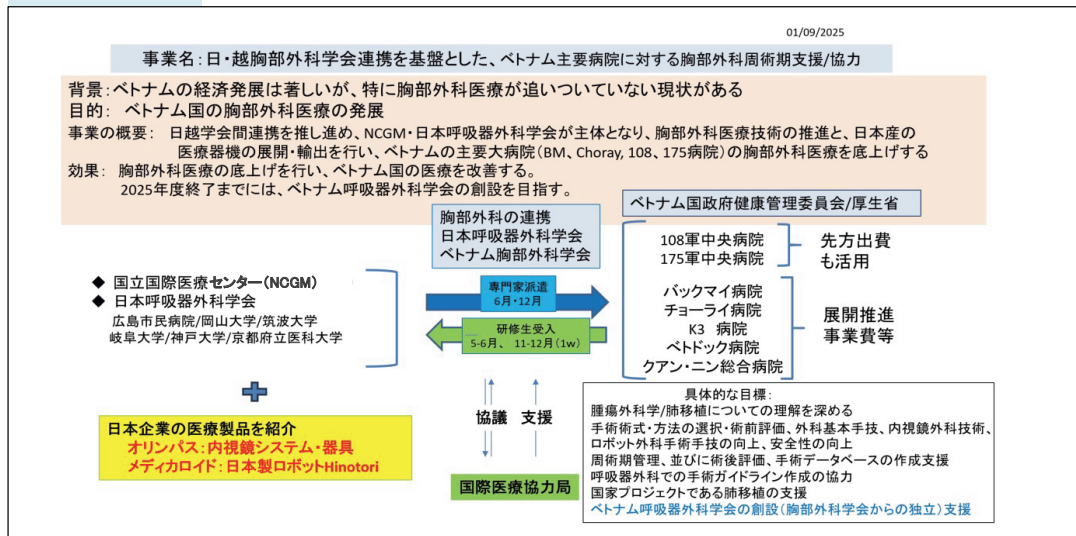 01/09/2025
事業名：日・越胸部外科学会連携を基盤とした、ベトナム主要病院に対する胸部外科周術期支援/協力
背景：ベトナムの経済発展は著しいが、特に胸部外科医療が追いついていない現状がある
目的： ベトナム国の胸部外科医療の発展
事業の概要： 日越学会間連携を推し進め、NCGM・日本呼吸器外科学会が主体となり、胸部外科医療技術の推進と、日本産の
医療器機の展開・輸出を行い、ベトナムの主要大病院（BM、Choray, 108、175病院）の胸部外科医療を底上げする
効果： 胸部外科医療の底上げを行い、ベトナム国の医療を改善する。
2025年度終了までには、ベトナム呼吸器外科学会の創設を目指す。
胸部外科の連携
日本呼吸器外科学会
ベトナム胸部外科学会
ベトナム国政府健康管理委員会/厚生省
108軍中央病院
175軍中央病院
先方出費
も活用
◆ 国立国際医療センター(NCGM)
◆ 日本呼吸器外科学会
広島市民病院/岡山大学/筑波大学
岐阜大学/神戸大学/京都府立医科大学
専門家派遣
6月・12月
研修生受入
5-6月、 11-12月（1w）
バックマイ病院
チョーライ病院
K3 病院
ベトドック病院
クアン・ニン総合病院
展開推進
事業費等
協議 支援
国際医療協力局
日本企業の医療製品を紹介
オリンパス：内視鏡システム・器具
メディカロイド：日本製ロボットHinotori
具体的な目標：
腫瘍外科学/肺移植についての理解を深める
手術術式・方法の選択・術前評価、外科基本手技、内視鏡外科技術、
ロボット外科手術手技の向上、安全性の向上
周術期管理、並びに術後評価、手術データベースの作成支援
呼吸器外科での手術ガイドライン作成の協力
国家プロジェクトである肺移植の支援
ベトナム呼吸器外科学会の創設（胸部外科学会からの独立）支援